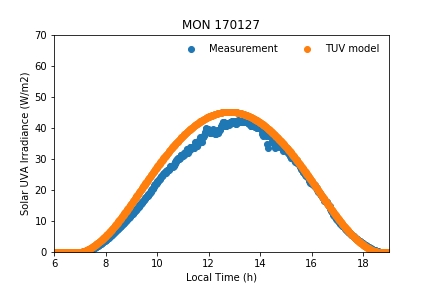 MON 170127
Measurement TUV model
Solar UVA Irradiance (W/m2)
70
60
50
40
30
20
10
0
6 8 10 12 14 16 18
Local Time (h)